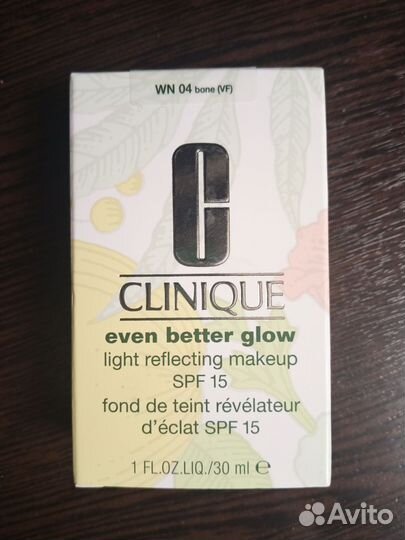 WN 04 bone (VF)
C
CLINIQUE
even better glow
light reflecting makeup
SPF 15
fond de teint révélateur
d'éclat SPF 15
1 FL.OZ.LIQ./30 ml e
Avito